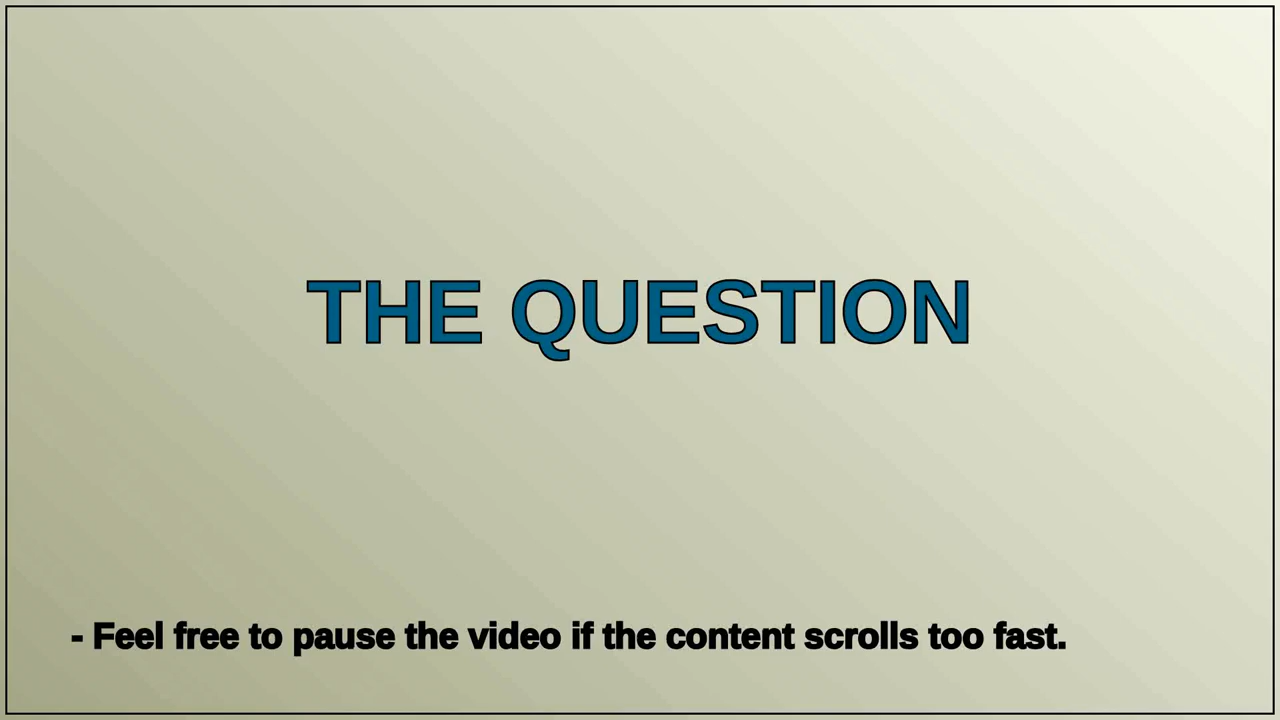 THE QUESTION
- Feel free to pause the video if the content scrolls too fast.